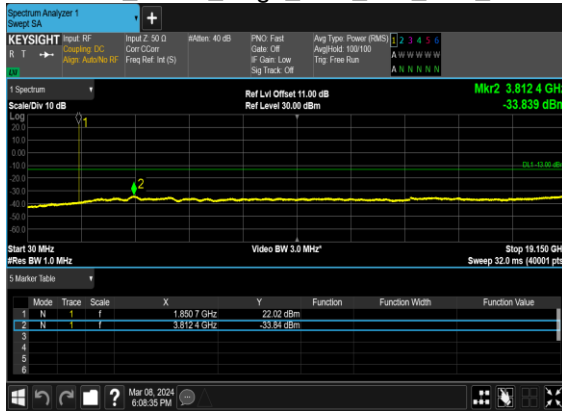 Spectrum Analyzer 1
Swept SA
+
KEYSIGHT Input: RF Input Z: 50 Ω #Atten: 40 dB PNO: Fast Avg Type: Power (RMS) 1 2 3 4 5 6
R T Coupling: DC Corr CCorr Gate: Off Avg|Hold: 100/100 A W W W W W
Align: Auto/No RF Freq Ref: Int (S) IF Gain: Low Trig: Free Run
LU Sig Track: Off A N N N N N
1 Spectrum Ref Lvl Offset 11.00 dB Mkr2 3.812 4 GHz
Scale/Div 10 dB Ref Level 30.00 dBm -33.839 dBm
Log
20.0
10.0
0.00
-10.0
-20.0
-30.0
-40.0
-50.0
-60.0
1
2
DL1 -13.00 dBm
Start 30 MHz Video BW 3.0 MHz* Stop 19.150 GHz
#Res BW 1.0 MHz Sweep 32.0 ms (40001 pts)
5 Marker Table
Mode Trace Scale X Y Function Function Width Function Value
1 N 1 f 1.850 7 GHz 22.02 dBm
2 N 1 f 3.812 4 GHz -33.84 dBm
3
4
5
6
? Mar 08, 2024
6:08:35 PM